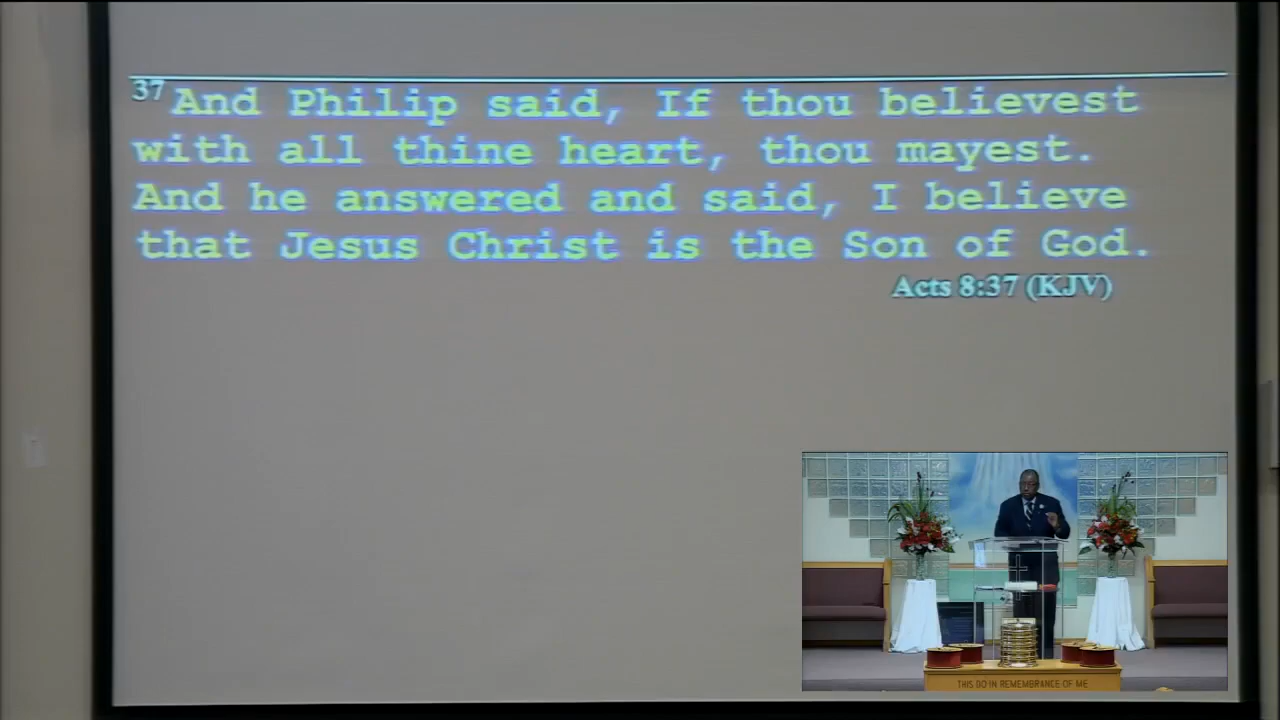 37 And Philip said, If thou believest
with all thine heart, thou mayest.
And he answered and said, I believe
that Jesus Christ is the Son of God.
Acts 8:37 (KJV)
THIS DO IN REMEMBRANCE OF ME